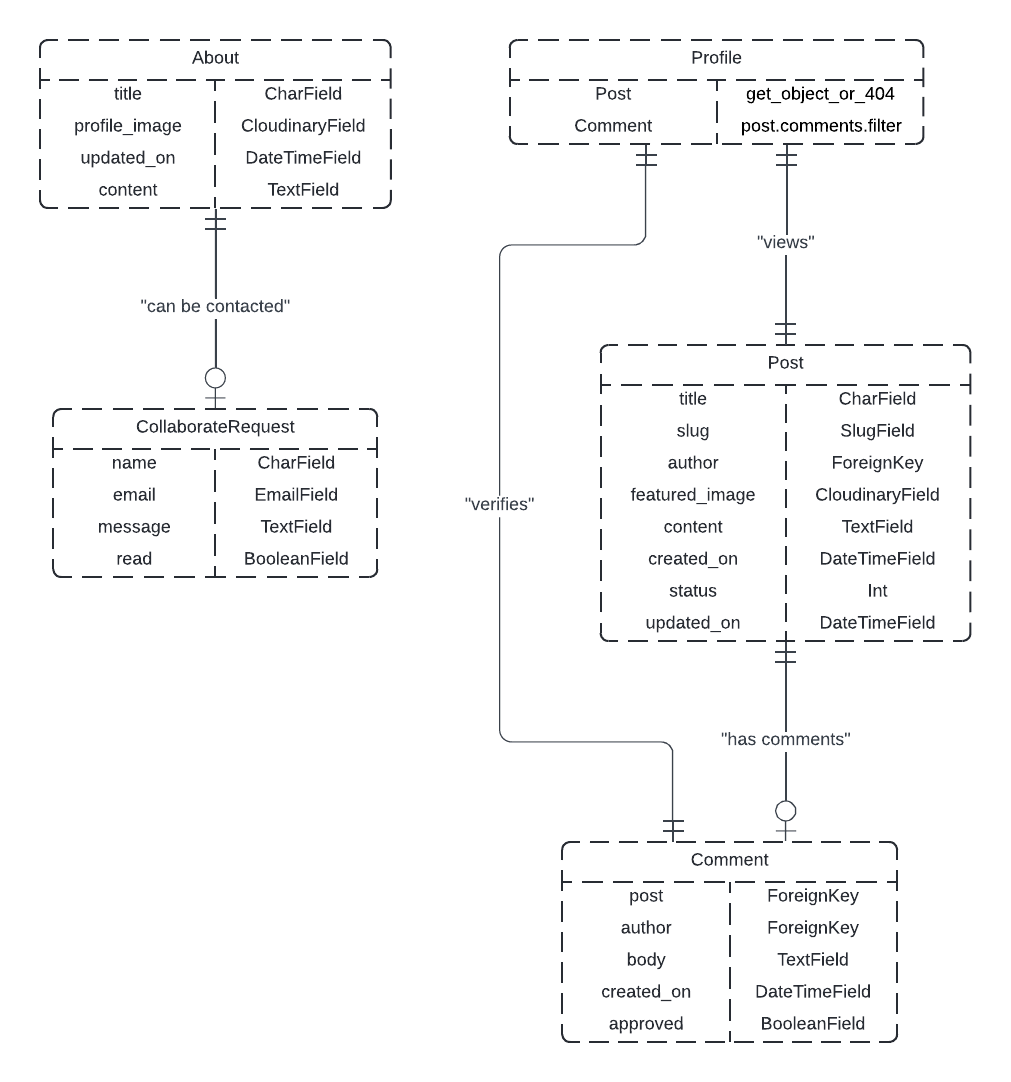 About
title CharField
profile_image CloudinaryField
updated_on DateTimeField
content TextField
"can be contacted"
CollaborateRequest
name CharField
email EmailField
message TextField
read BooleanField
Profile
Post get_object_or_404
Comment post.comments.filter
"views"
"verifies"
Post
title CharField
slug SlugField
author ForeignKey
featured_image CloudinaryField
content TextField
created_on DateTimeField
status Int
updated_on DateTimeField
"has comments"
Comment
post ForeignKey
author ForeignKey
body TextField
created_on DateTimeField
approved BooleanField